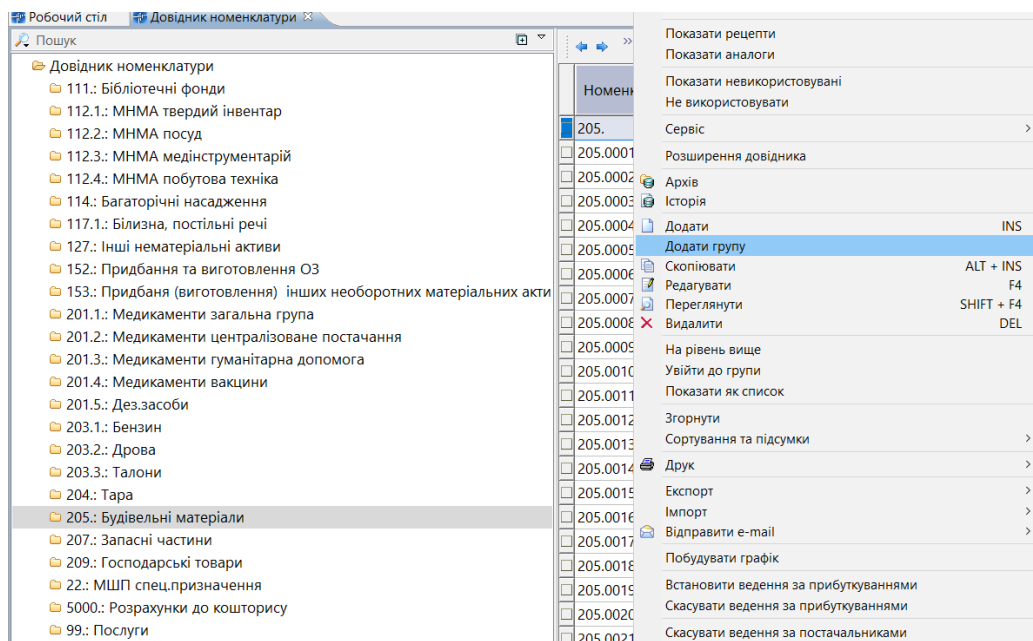 Робочий стіл
Довідник номенклатури
Пошук
Довідник номенклатури
111.: Бібліотечні фонди
112.1.: МНМА твердий інвентар
112.2.: МНМА посуд
112.3.: МНМА медінструментарій
112.4.: МНМА побутова техніка
114.: Багаторічні насадження
117.1.: Білизна, постільні речі
127.: Інші нематеріальні активи
152.: Придбання та виготовлення ОЗ
153.: Придбаня (виготовлення) інших необоротних матеріальних акти
201.1.: Медикаменти загальна група
201.2.: Медикаменти централізоване постачання
201.3.: Медикаменти гуманітарна допомога
201.4.: Медикаменти вакцини
201.5.: Дез.засоби
203.1.: Бензин
203.2.: Дрова
203.3.: Талони
204.: Тара
205.: Будівельні матеріали
207.: Запасні частини
209.: Господарські товари
22.: МШП спец.призначення
5000.: Розрахунки до кошторису
99.: Послуги
Номен
205.
205.0001
205.0002
205.0003
205.0004
205.0005
205.0006
205.0007
205.0008
205.0009
205.0010
205.0011
205.0012
205.0013
205.0014
205.0015
205.0016
205.0017
205.0018
205.0019
205.0020
205.0021
Показати рецепти
Показати аналоги
Показати невикористовувані
Не використовувати
Сервіс
Розширення довідника
Архів
Історія
Додати INS
Додати групу
Скопіювати ALT + INS
Редагувати F4
Переглянути SHIFT + F4
Видалити DEL
На рівень вище
Увійти до групи
Показати як список
Згорнути
Сортування та підсумки
Друк
Експорт
Імпорт
Відправити e-mail
Побудувати графік
Встановити ведення за прибуткуваннями
Скасувати ведення за прибуткуваннями
Скасувати ведення за постачальниками